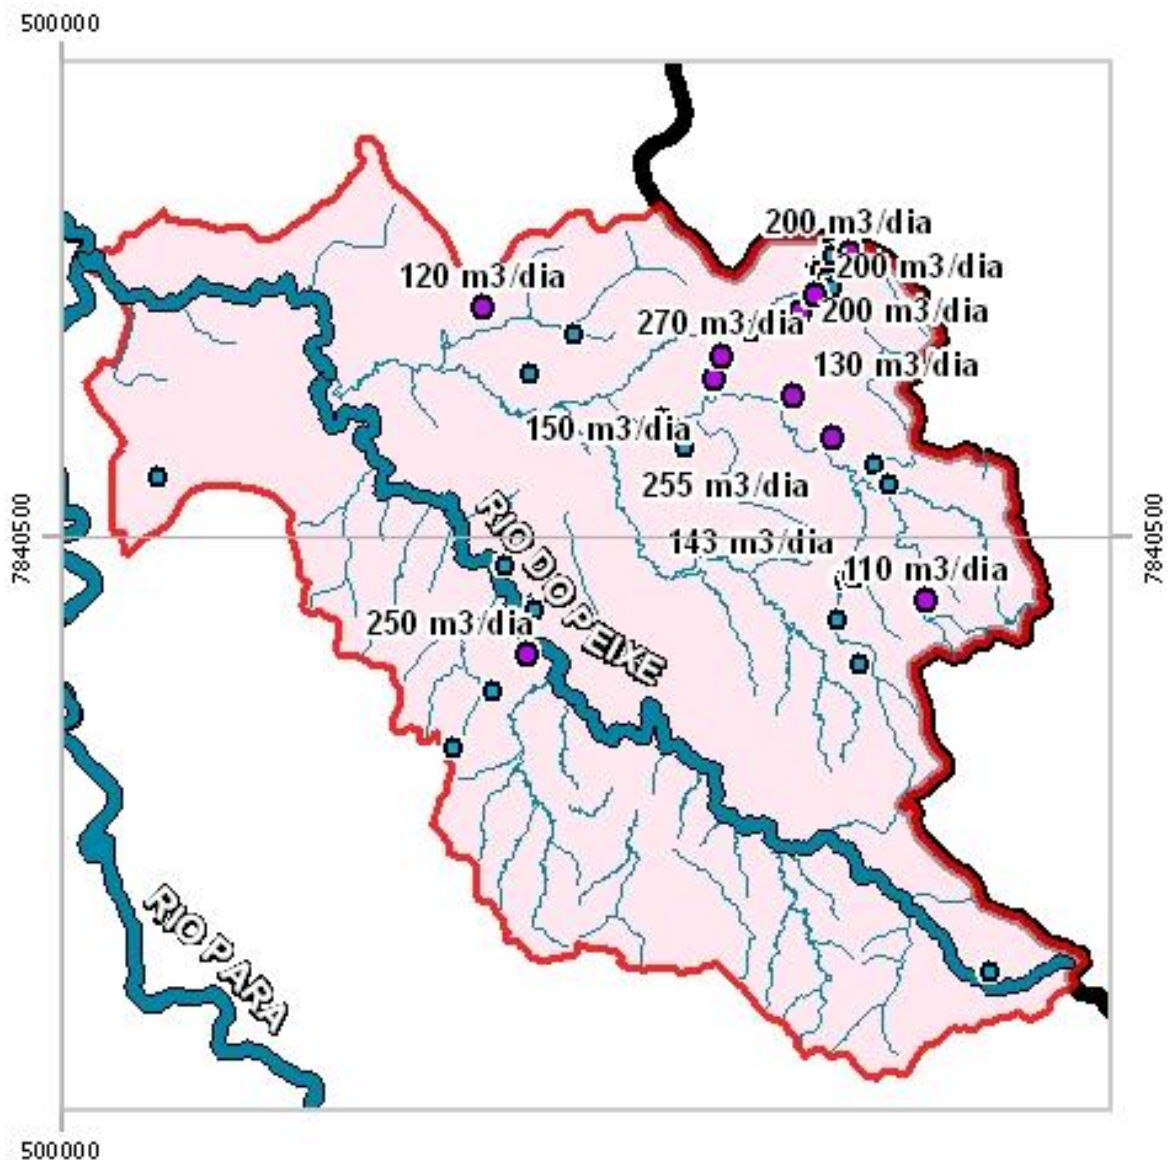 500000
200 m3/dia
120 m3/dia
200 m3/dia
200 m3/dia
270 m3/dia
130 m3/dia
150 m3/dia
255 m3/dia
7840500
7840500
143 m3/dia
110 m3/dia
RIO DO PEIXE
250 m3/dia
RIO PARA
500000